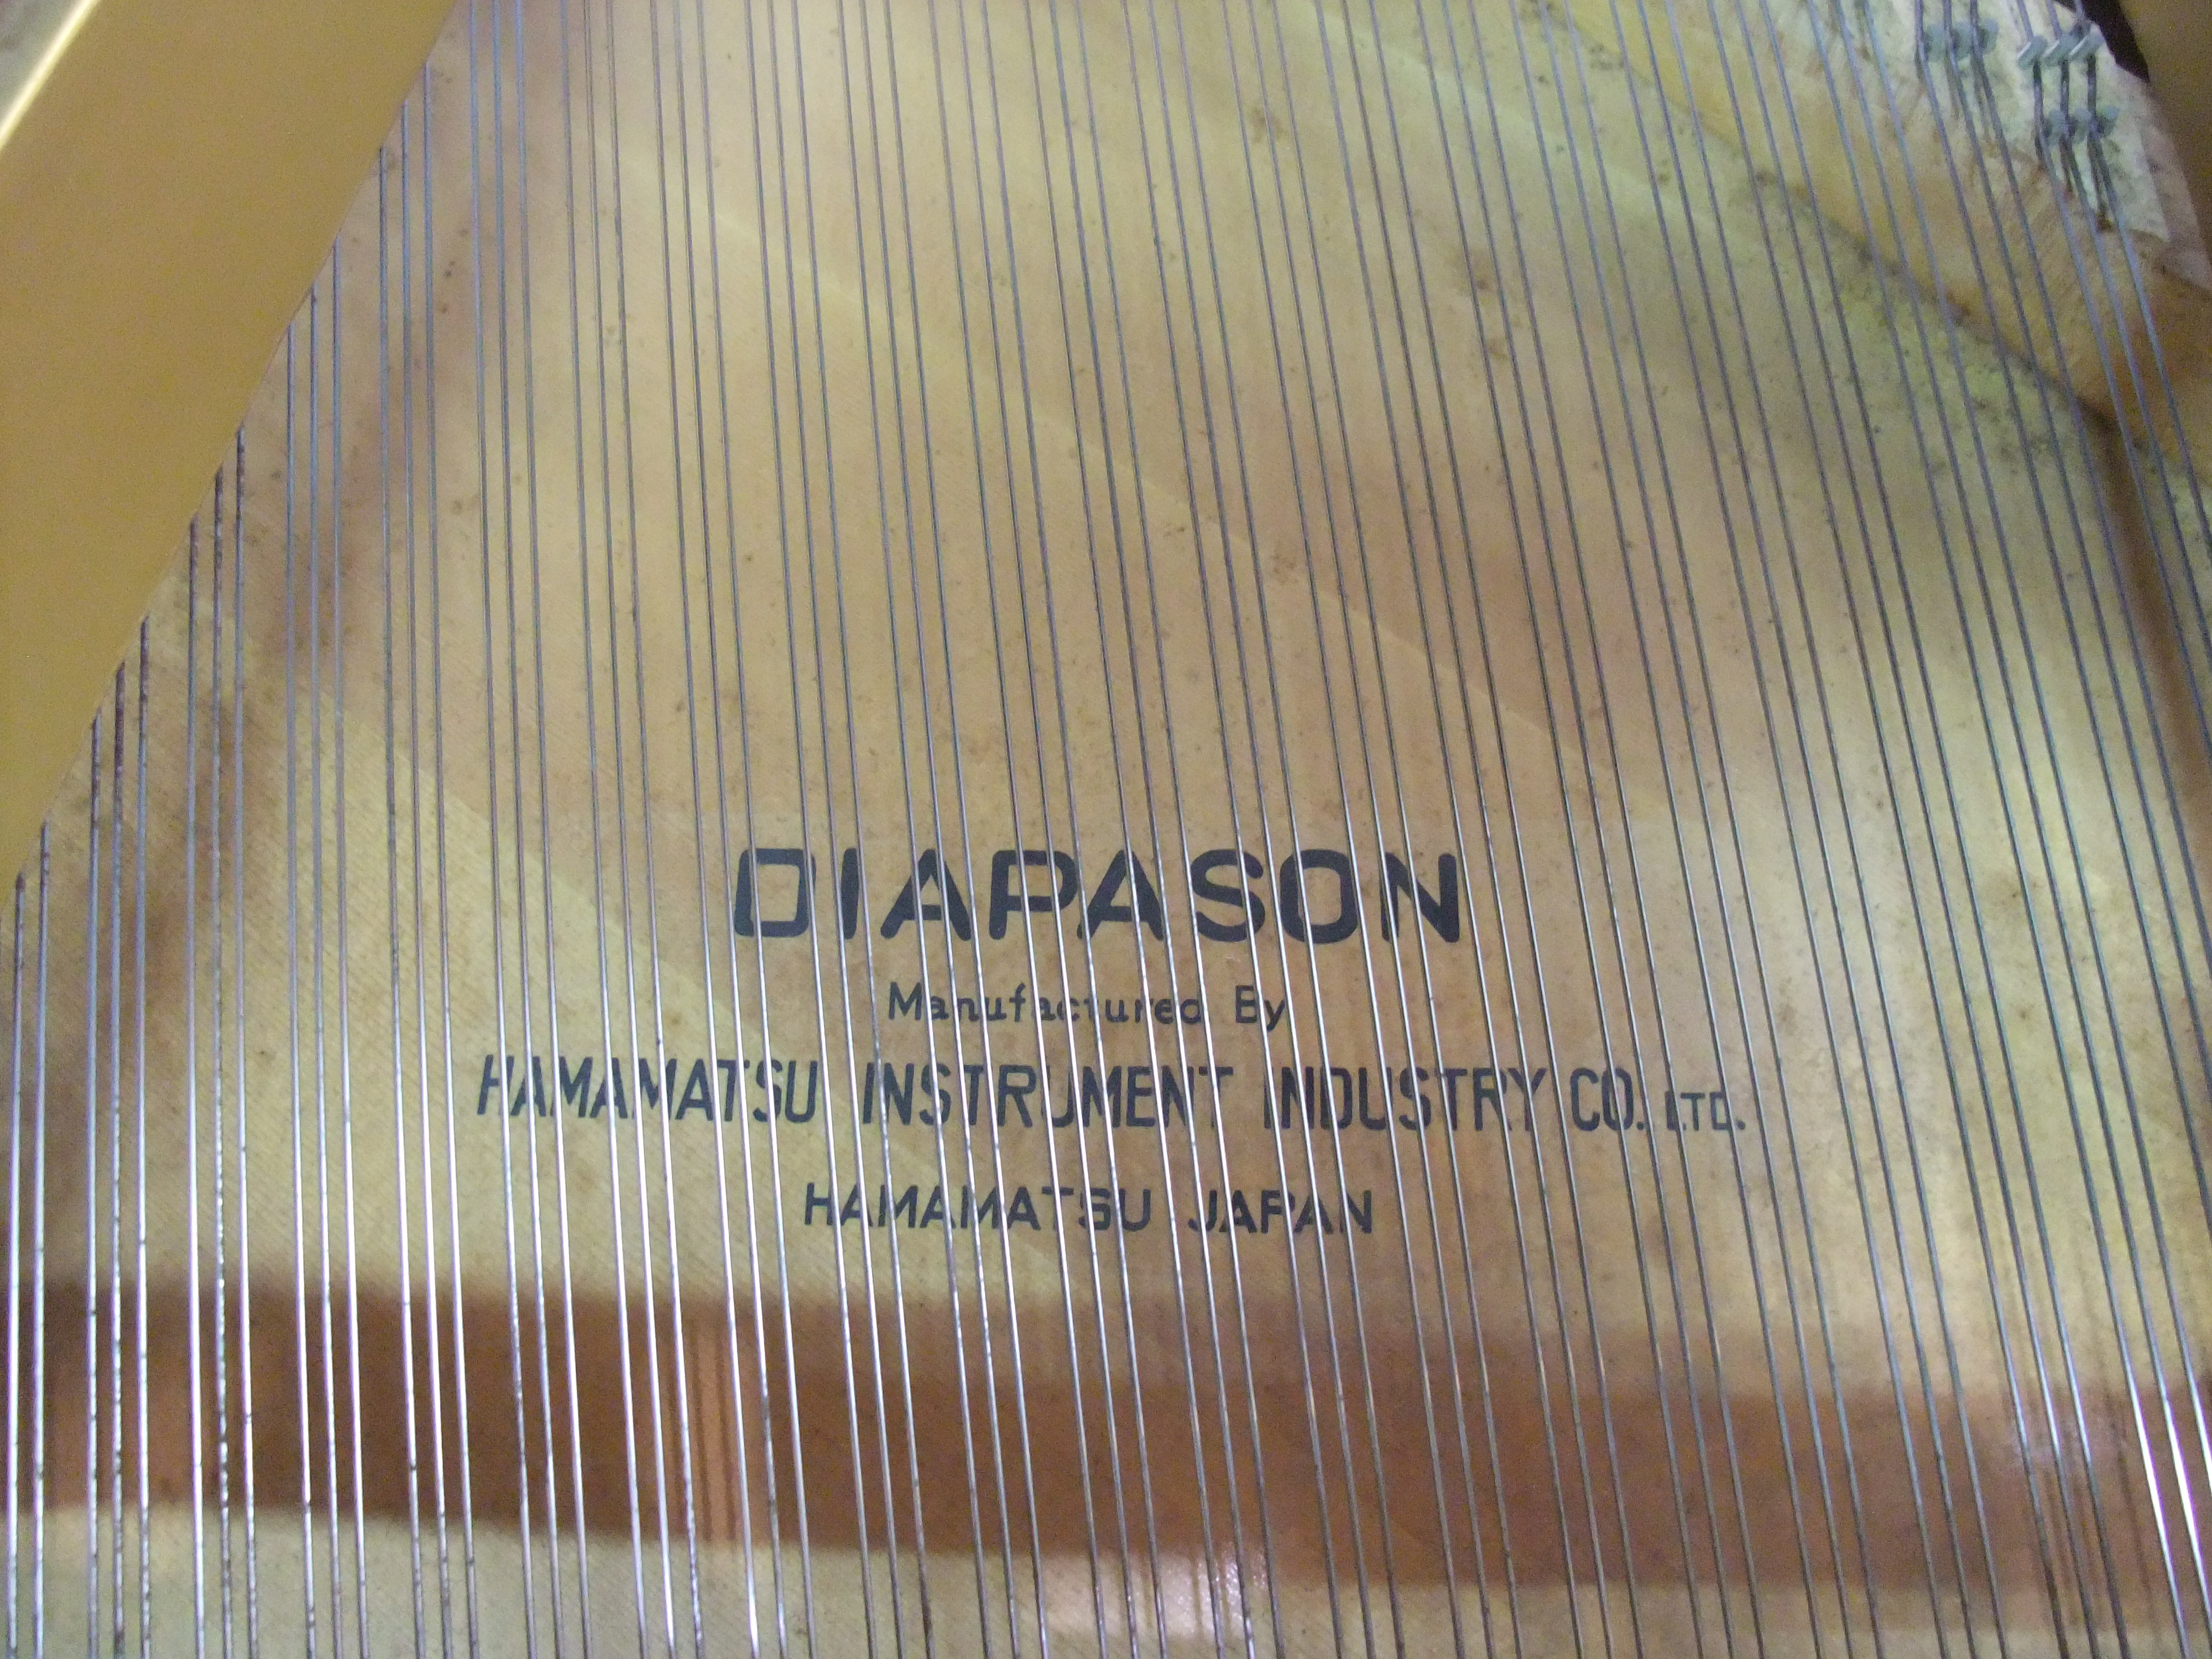 DIAPASON
Manufactured By
HAMAMATSU INSTRUMENT INDUSTRY CO. LTD.
HAMAMATSU JAPAN